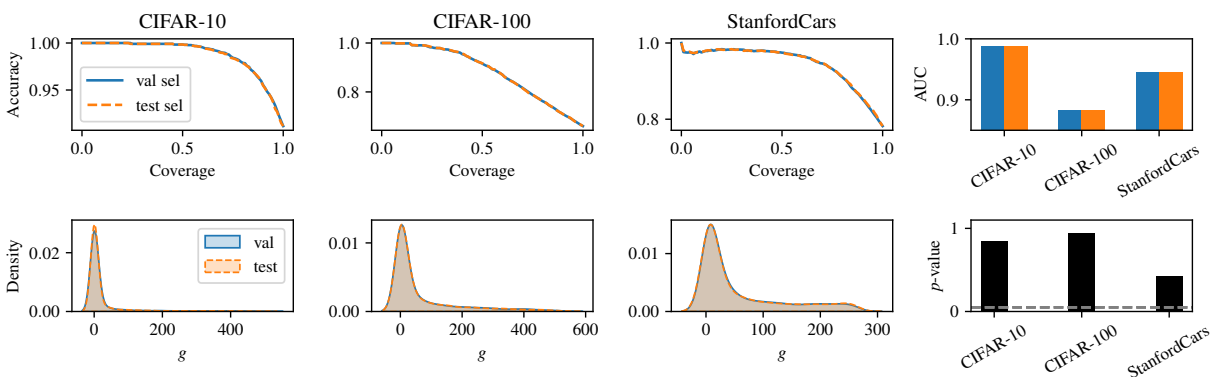 CIFAR-10
Accuracy
1.00
0.95
val sel
test sel
0.0 0.5 1.0
Coverage
CIFAR-100
1.0
0.8
0.0 0.5 1.0
Coverage
StanfordCars
1.0
0.9
0.8
0.0 0.5 1.0
Coverage
AUC
1.0
0.9
CIFAR-10
CIFAR-100
StanfordCars
Density
0.02
0.00
val
test
0 200 400
g
0.01
0.00
0 200 400 600
g
0.01
0.00
0 100 200 300
g
p-value
1
0
CIFAR-10
CIFAR-100
StanfordCars